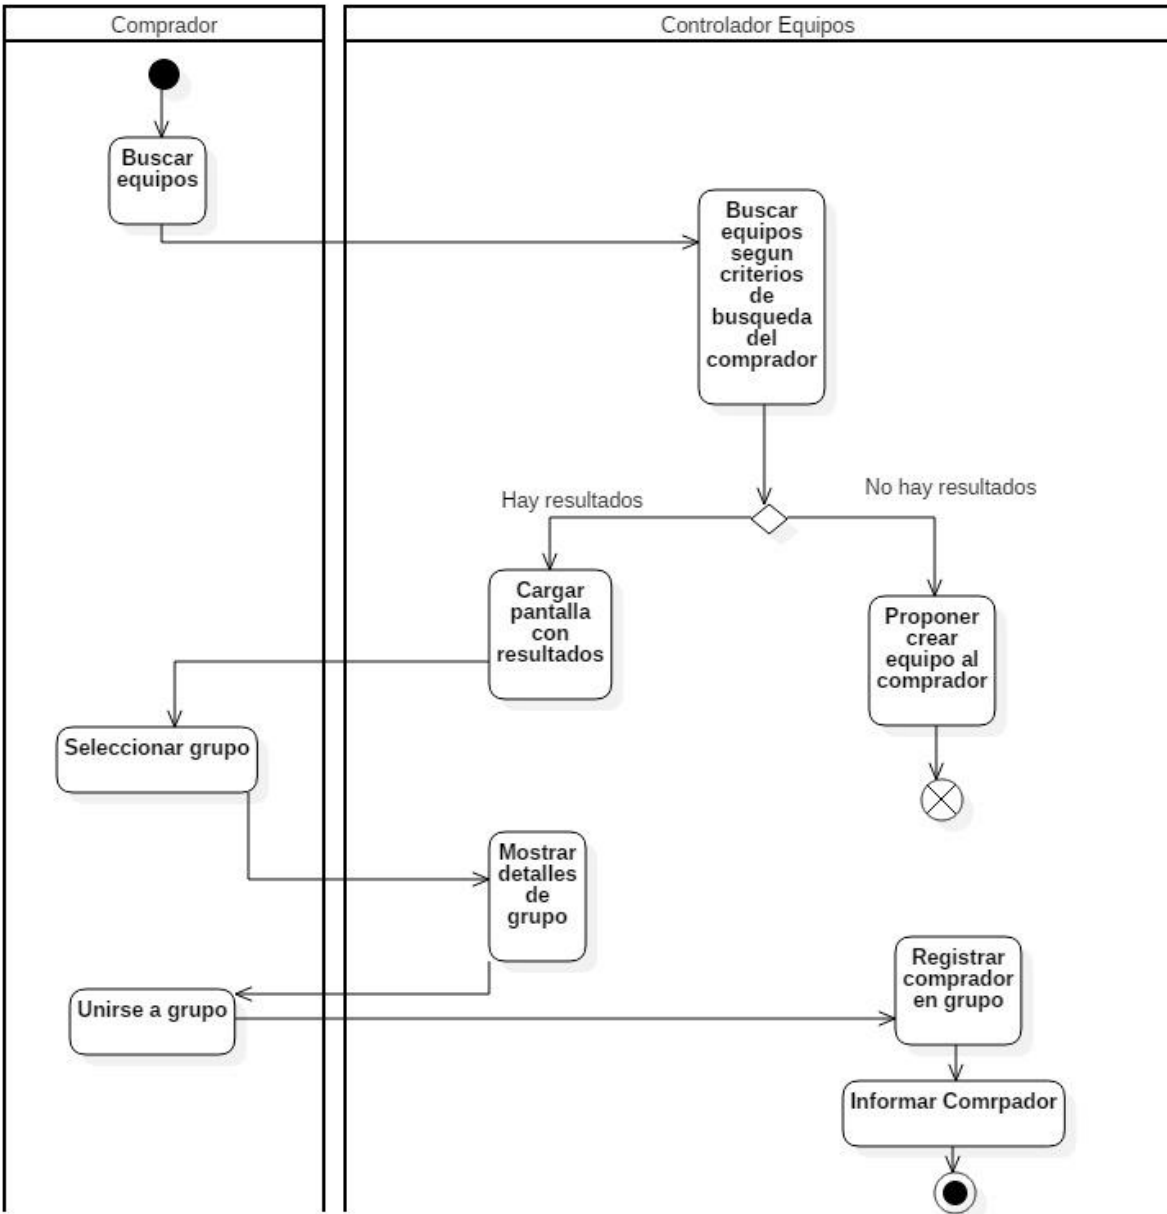 Comprador
Controlador Equipos
Buscar
equipos
Buscar
equipos
segun
criterios
de
busqueda
del
comprador
Hay resultados
No hay resultados
Cargar
pantalla
con
resultados
Proponer
crear
equipo al
comprador
Seleccionar grupo
Mostrar
detalles
de
grupo
Unirse a grupo
Registrar
comprador
en grupo
Informar Comrpador